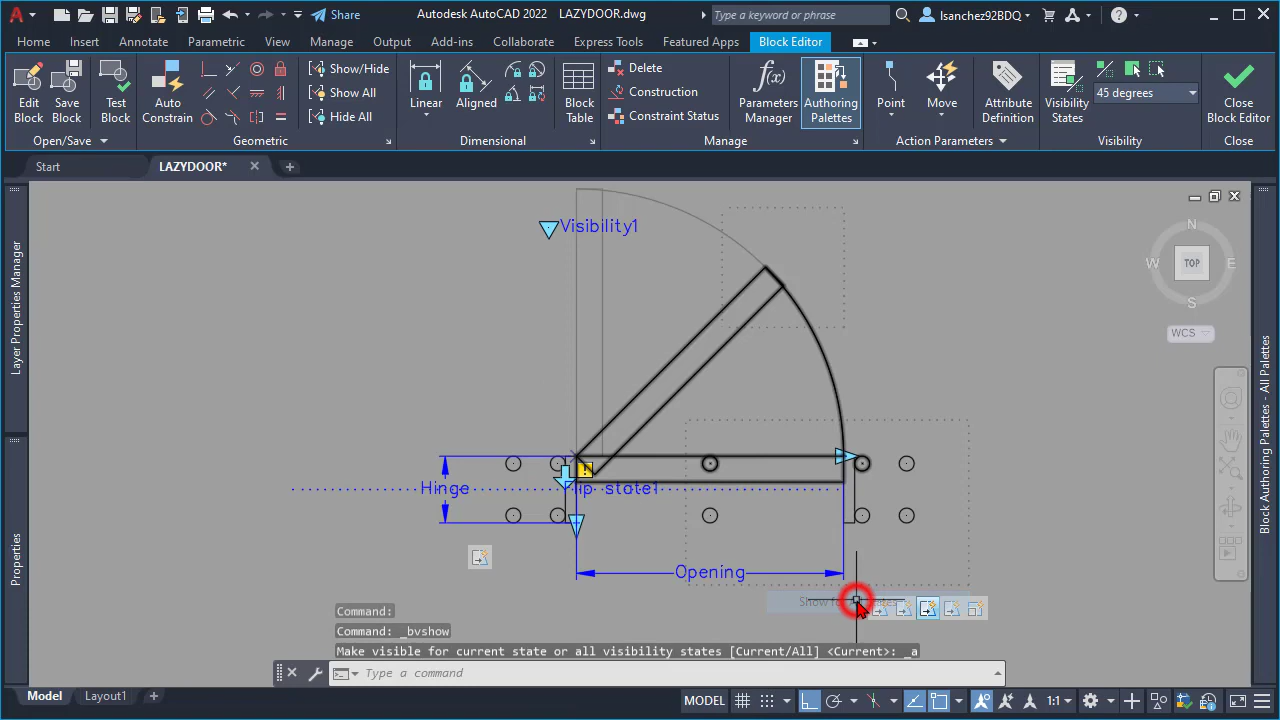 Share
Autodesk AutoCAD 2022 LAZYDOOR.dwg
Type a keyword or phrase
lsanchez92BDQ
Home Insert Annotate Parametric View Manage Output Add-ins Collaborate Express Tools Featured Apps Block Editor
Edit Block
Save Block
Test Block
Open/Save
Auto Constrain
Show/Hide
Show All
Hide All
Geometric
Linear
Aligned
Dimensional
Block Table
Delete
Construction
Constraint Status
Parameters Manager
Authoring Palettes
Manage
Point
Move
Attribute Definition
Action Parameters
Visibility States
45 degrees
Visibility
Close Block Editor
Close
Start
LAZYDOOR*
Layer Properties Manager
Properties
Block Authoring Palettes - All Palettes
N
W
TOP
E
S
WCS
Visibility1
Hinge
lip state1
Opening
Command:
Command: _bvshow
Make visible for current state or all visibility states [Current/All] <Current>: _a
Type a command
Model
Layout1
MODEL
1:1